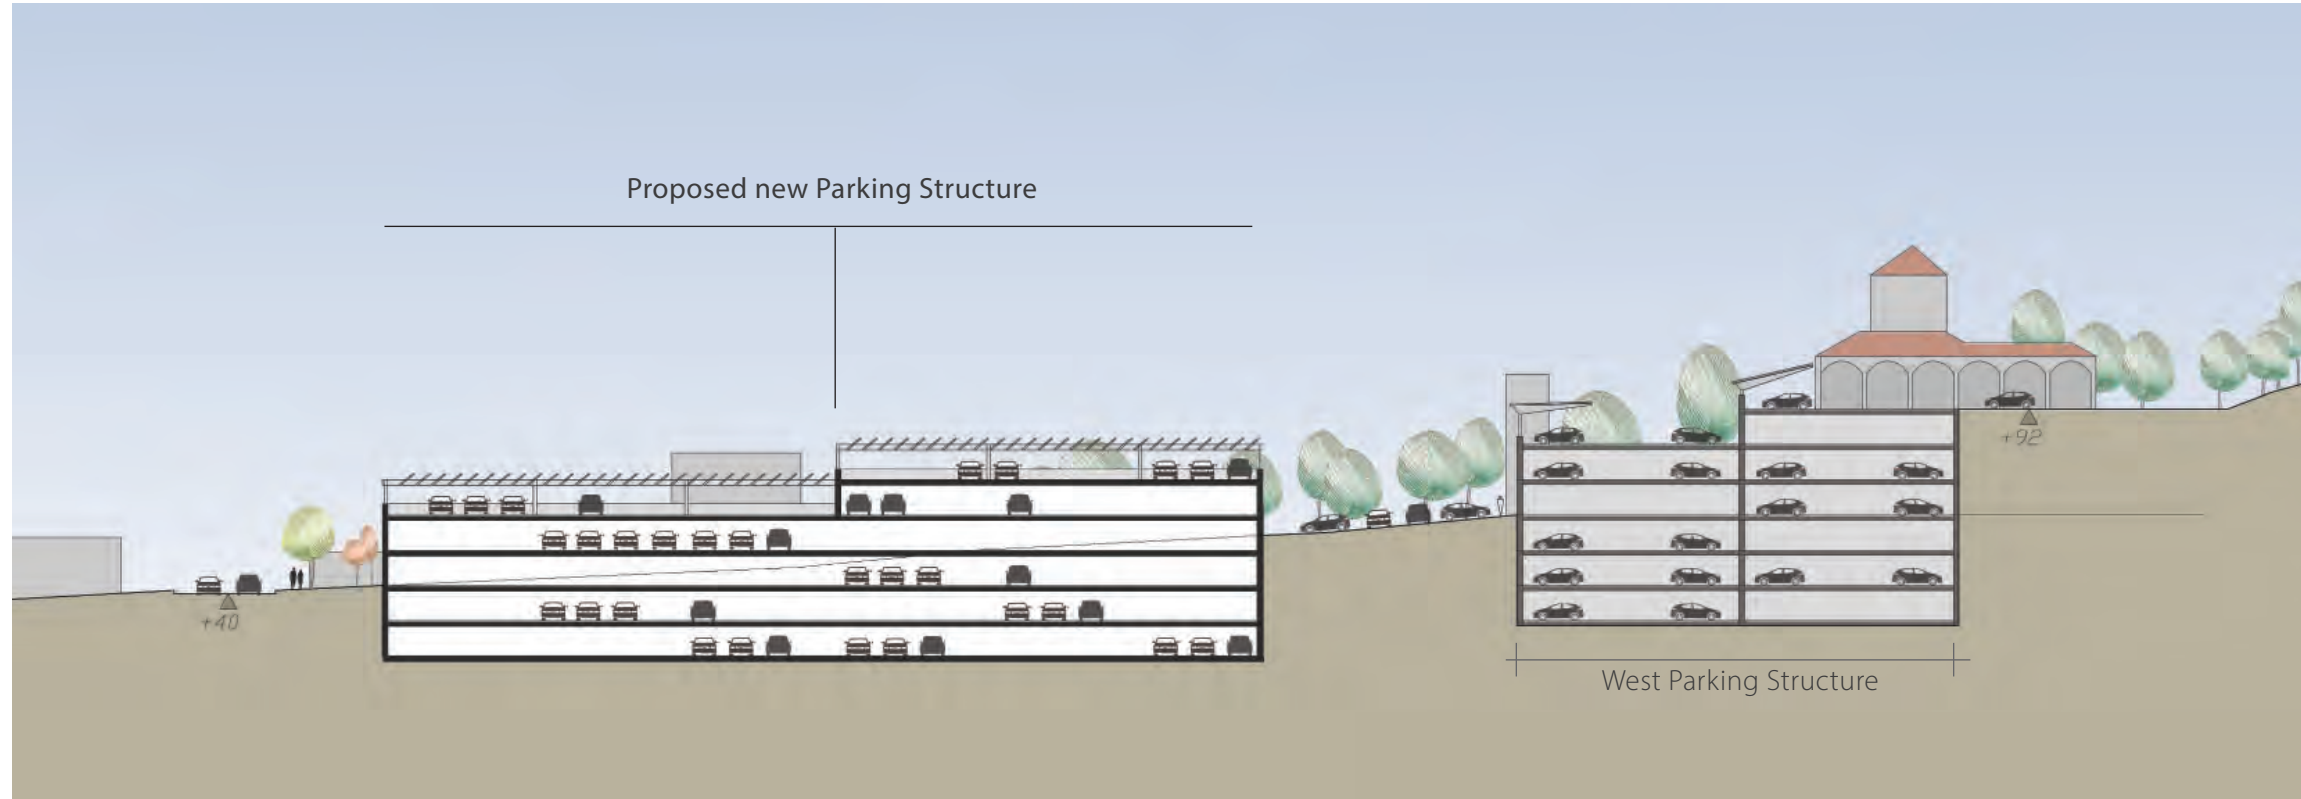 Proposed new Parking Structure
+92
+40
West Parking Structure